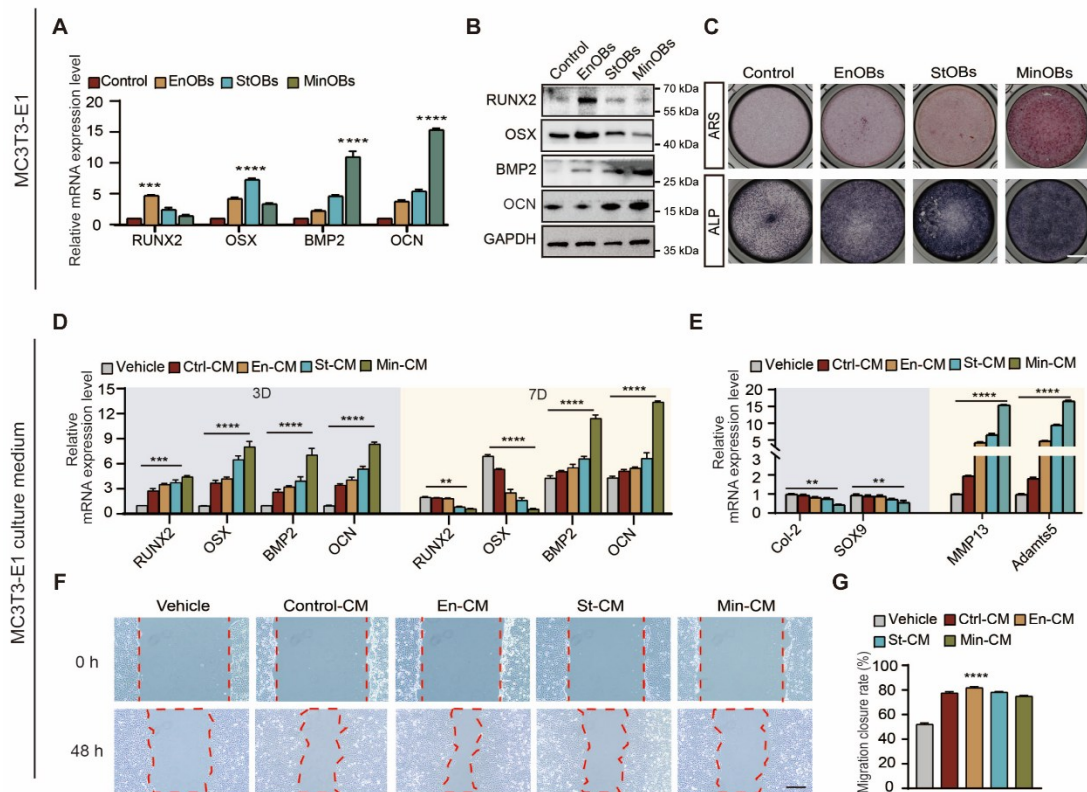 MC3T3-E1
A
Control EnOBs StOBs MinOBs
Relative mRNA expression level
20
15
10
5
0
***
****
****
****
RUNX2 OSX BMP2 OCN
B
Control EnOBs StOBs MinOBs
RUNX2
OSX
BMP2
OCN
GAPDH
70 kDa
55 kDa
40 kDa
25 kDa
15 kDa
35 kDa
C
Control EnOBs StOBs MinOBs
ARS
ALP
MC3T3-E1 culture medium
D
Vehicle Ctrl-CM En-CM St-CM Min-CM
Relative
mRNA expression level
15
12
9
6
3
0
3D
7D
***
****
****
****
**
****
****
****
RUNX2 OSX BMP2 OCN RUNX2 OSX BMP2 OCN
E
Vehicle Ctrl-CM En-CM St-CM Min-CM
Relative
mRNA expression level
20
15
10
5
2
1
0
**
**
****
****
Col-2 SOX9 MMP13 Adamts5
F
Vehicle Control-CM En-CM St-CM Min-CM
0 h
48 h
G
Vehicle Ctrl-CM En-CM
St-CM Min-CM
Migration closure rate (%)
100
80
60
40
20
0
****